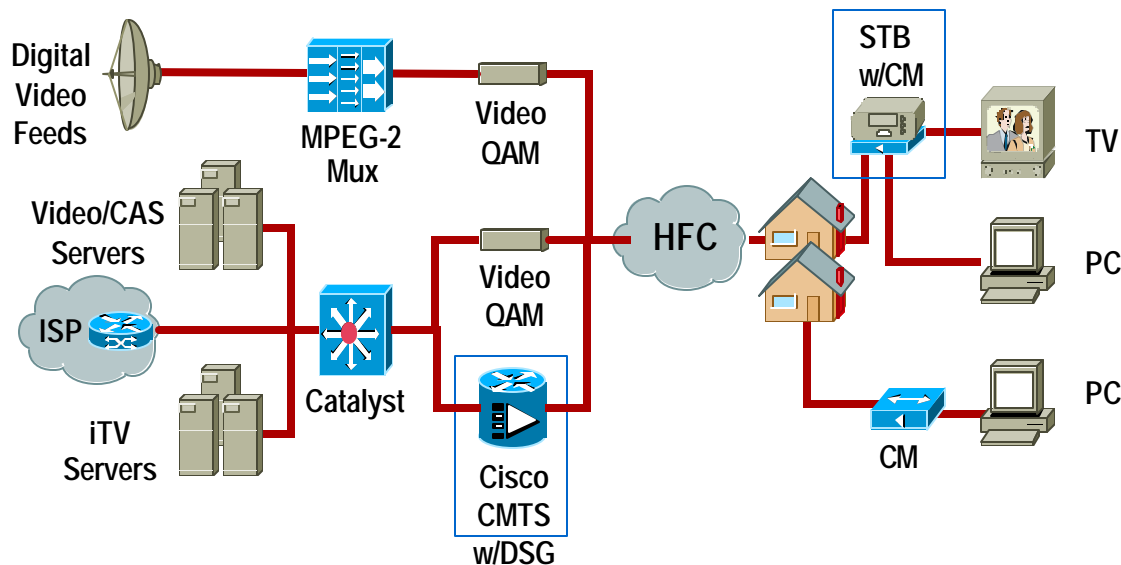 Digital
Video
Feeds
MPEG-2
Mux
Video
QAM
STB
w/CM
TV
Video/CAS
Servers
ISP
iTV
Servers
Catalyst
Video
QAM
Cisco
CMTS
w/DSG
HFC
PC
CM
PC